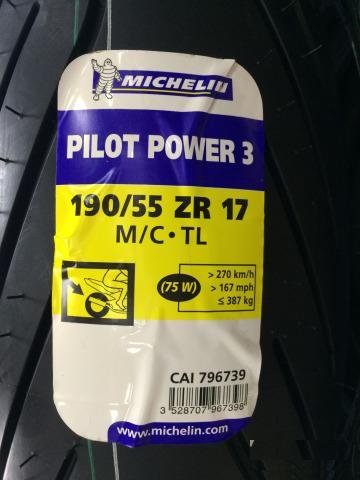 MICHELIN
PILOT POWER 3
190/55 ZR 17
M/C • TL
(75 W)
> 270 km/h
> 167 mph
≤ 387 kg
CAI 796739
3 528707 967398
www.michelin.com